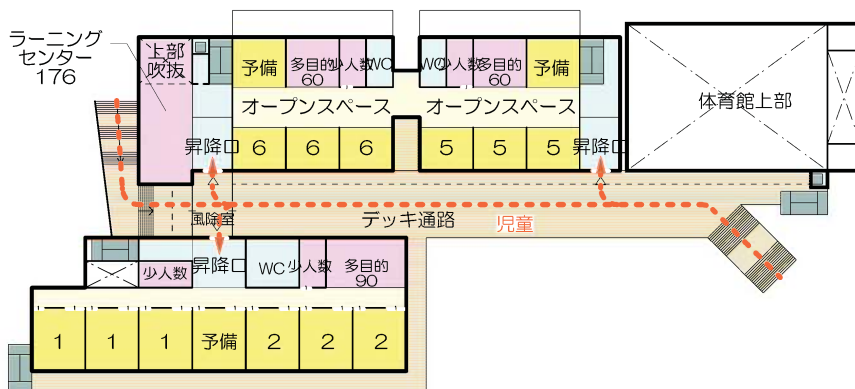 ラーニング
センター
176
上部
吹抜
予備
多目的
60
少人数
WC
WC
少人数
多目的
60
予備
オープンスペース
オープンスペース
体育館上部
昇降口
6
6
6
5
5
5
昇降口
風除室
デッキ通路
児童
少人数
昇降口
WC
少人数
多目的
90
1
1
1
予備
2
2
2